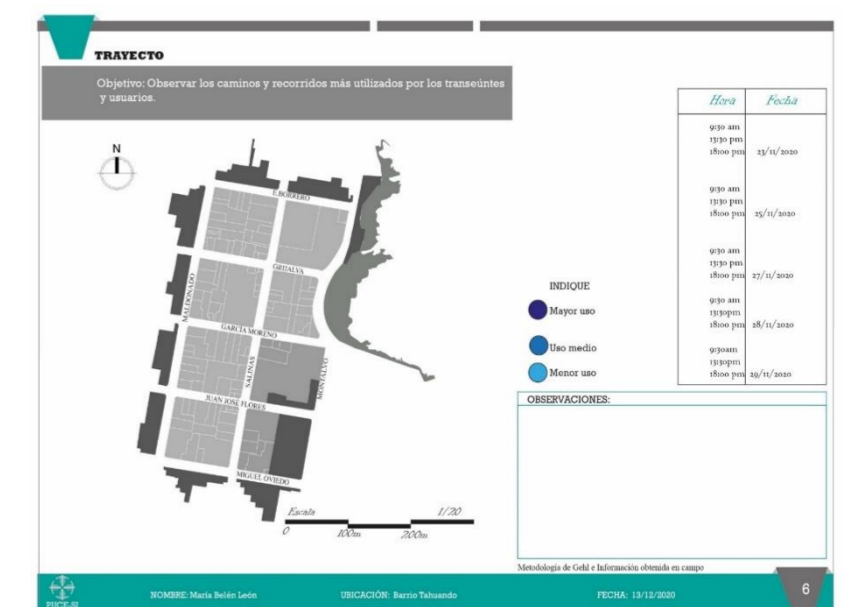 TRAYECTO
Objetivo: Observar los caminos y recorridos más utilizados por los transeúntes
y usuarios.
Hora Fecha
9:30 am
13:30 pm
18:00 pm 23/11/2020
9:30 am
13:30 pm
18:00 pm 25/11/2020
9:30 am
13:30 pm
18:00 pm 27/11/2020
9:30 am
13:30pm
18:00 pm 28/11/2020
9:30am
13:30pm
18:00 pm 29/11/2020
N
E.BORRERO
GRIJALVA
MALDONADO
GARCÍA MORENO
SALINAS
MONTALVO
JUAN JOSÉ FLORES
MIGUEL OVIEDO
Escala 1/20
0 100m 200m
INDIQUE
Mayor uso
Uso medio
Menor uso
OBSERVACIONES:
Metodología de Gehl e Información obtenida en campo
PUCE-SI
NOMBRE: María Belén León UBICACIÓN: Barrio Tahuando FECHA: 13/12/2020 6